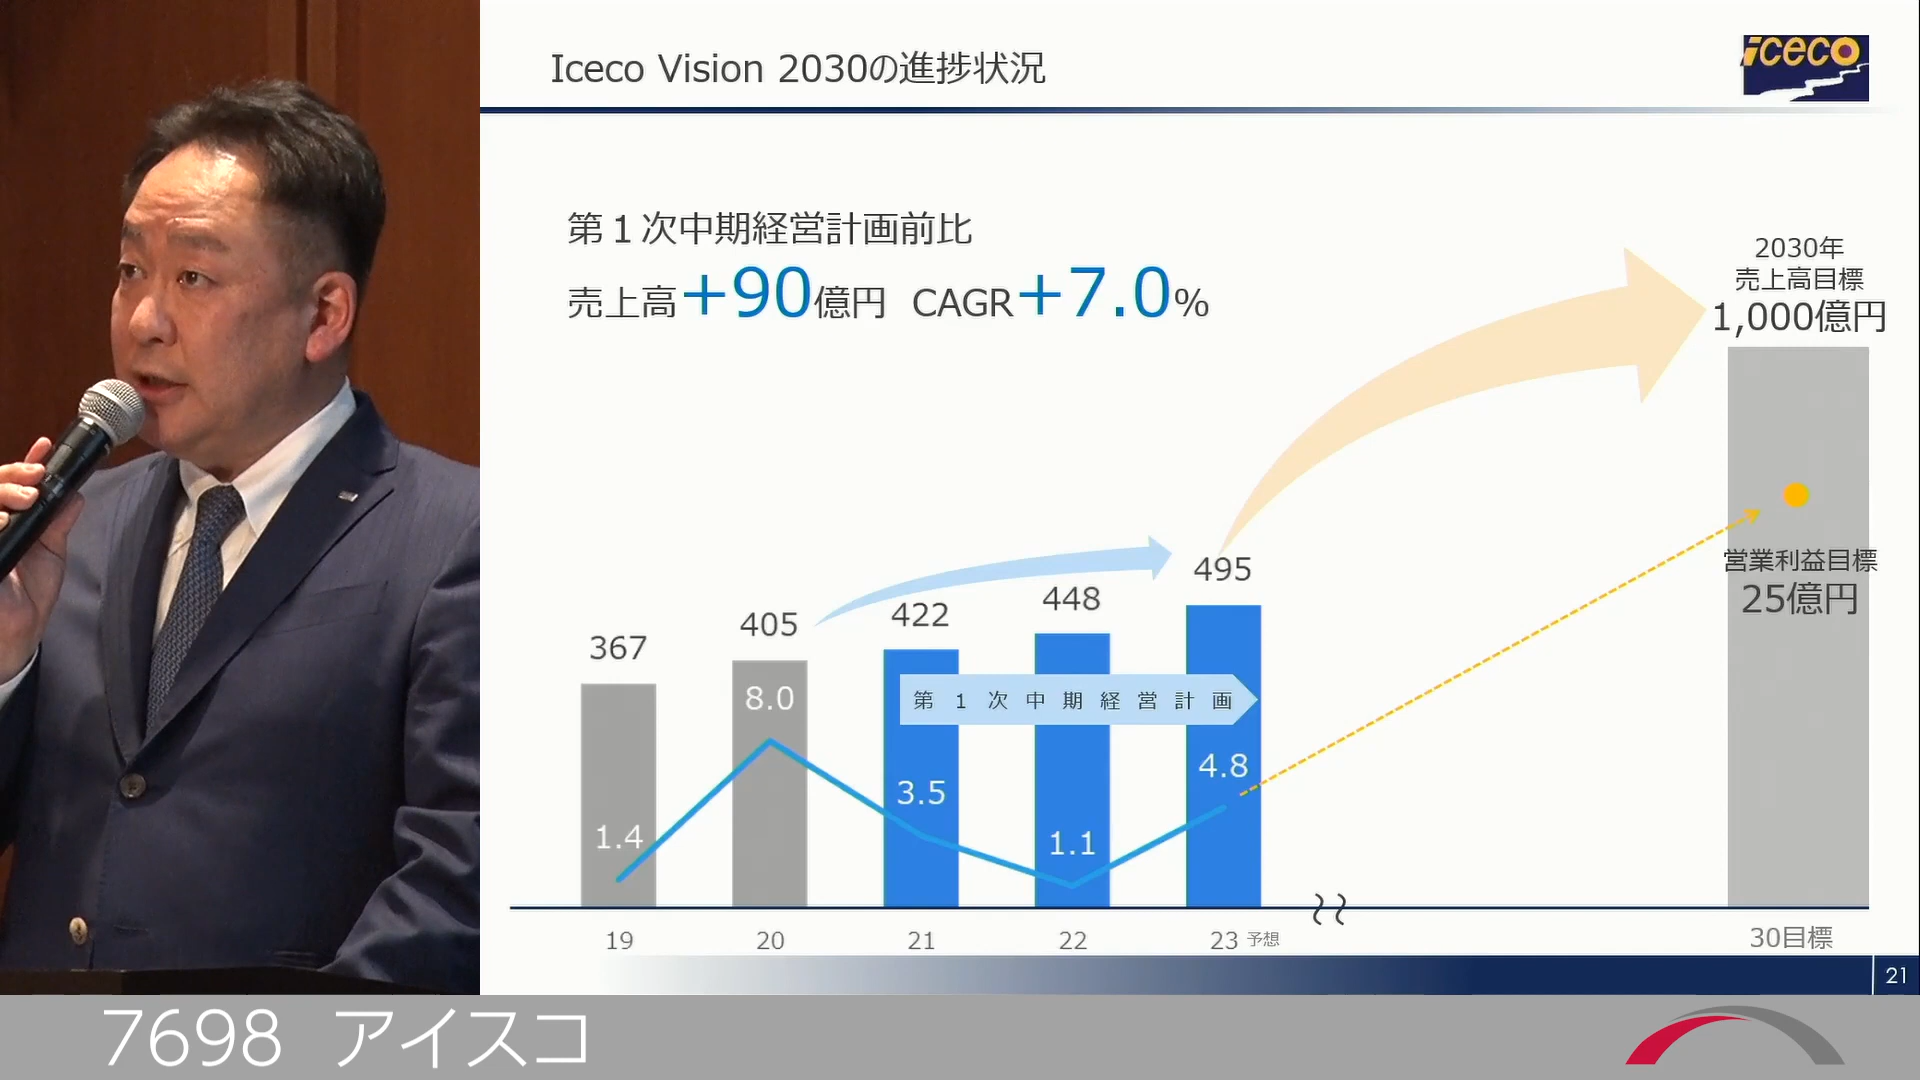 Iceco Vision 2030の進捗状況
iceco
第1次中期経営計画前比
売上高+90億円 CAGR+7.0%
2030年
売上高目標
1,000億円
営業利益目標
25億円
367
405
422
448
495
第1次中期経営計画
1.4
8.0
3.5
1.1
4.8
19
20
21
22
23 予想
30目標
21
7698 アイスコ